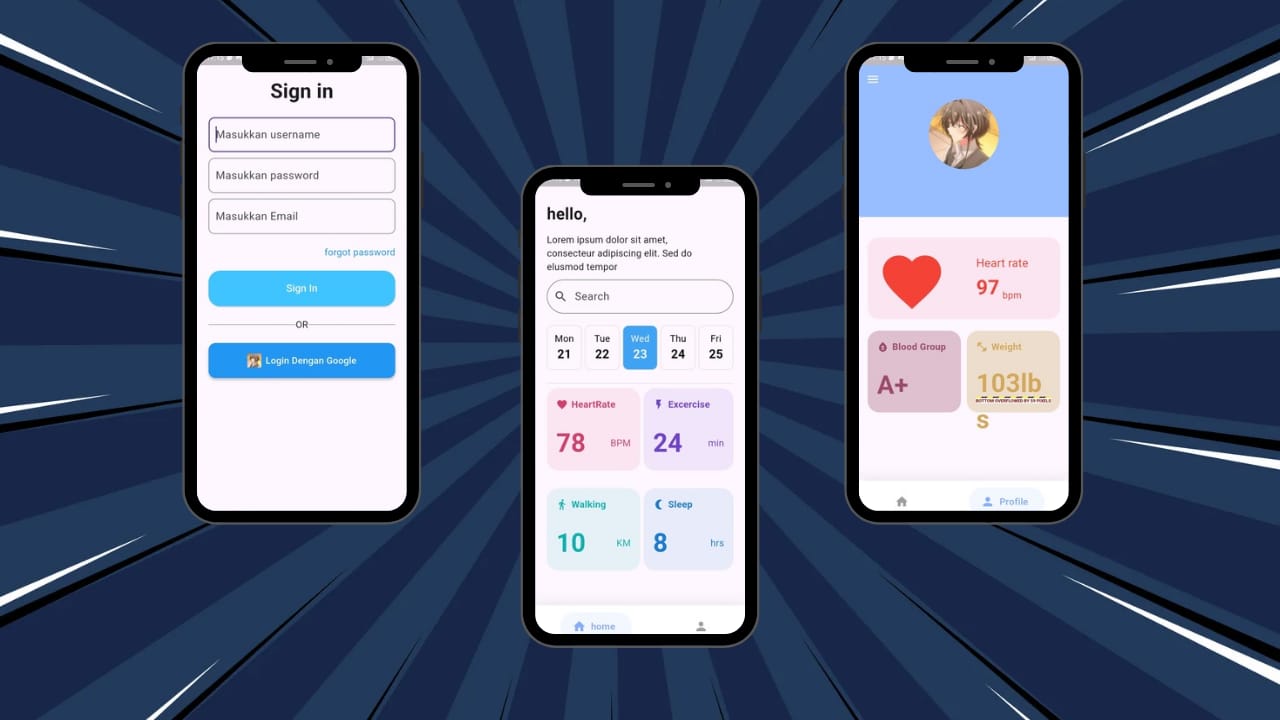 Sign in
Masukkan username
Masukkan password
Masukkan Email
forgot password
Sign In
OR
Login Dengan Google
hello,
Lorem ipsum dolor sit amet,
consecteur adipiscing elit. Sed do
eiusmod tempor
Search
Mon Tue Wed Thu Fri
21 22 23 24 25
HeartRate Excercise
78 BPM 24 min
Walking Sleep
10 KM 8 hrs
home
Heart rate
97 bpm
Blood Group Weight
A+ 103lb
BOTTOM OVERFLOWED BY 59 PIXELS
s
Profile